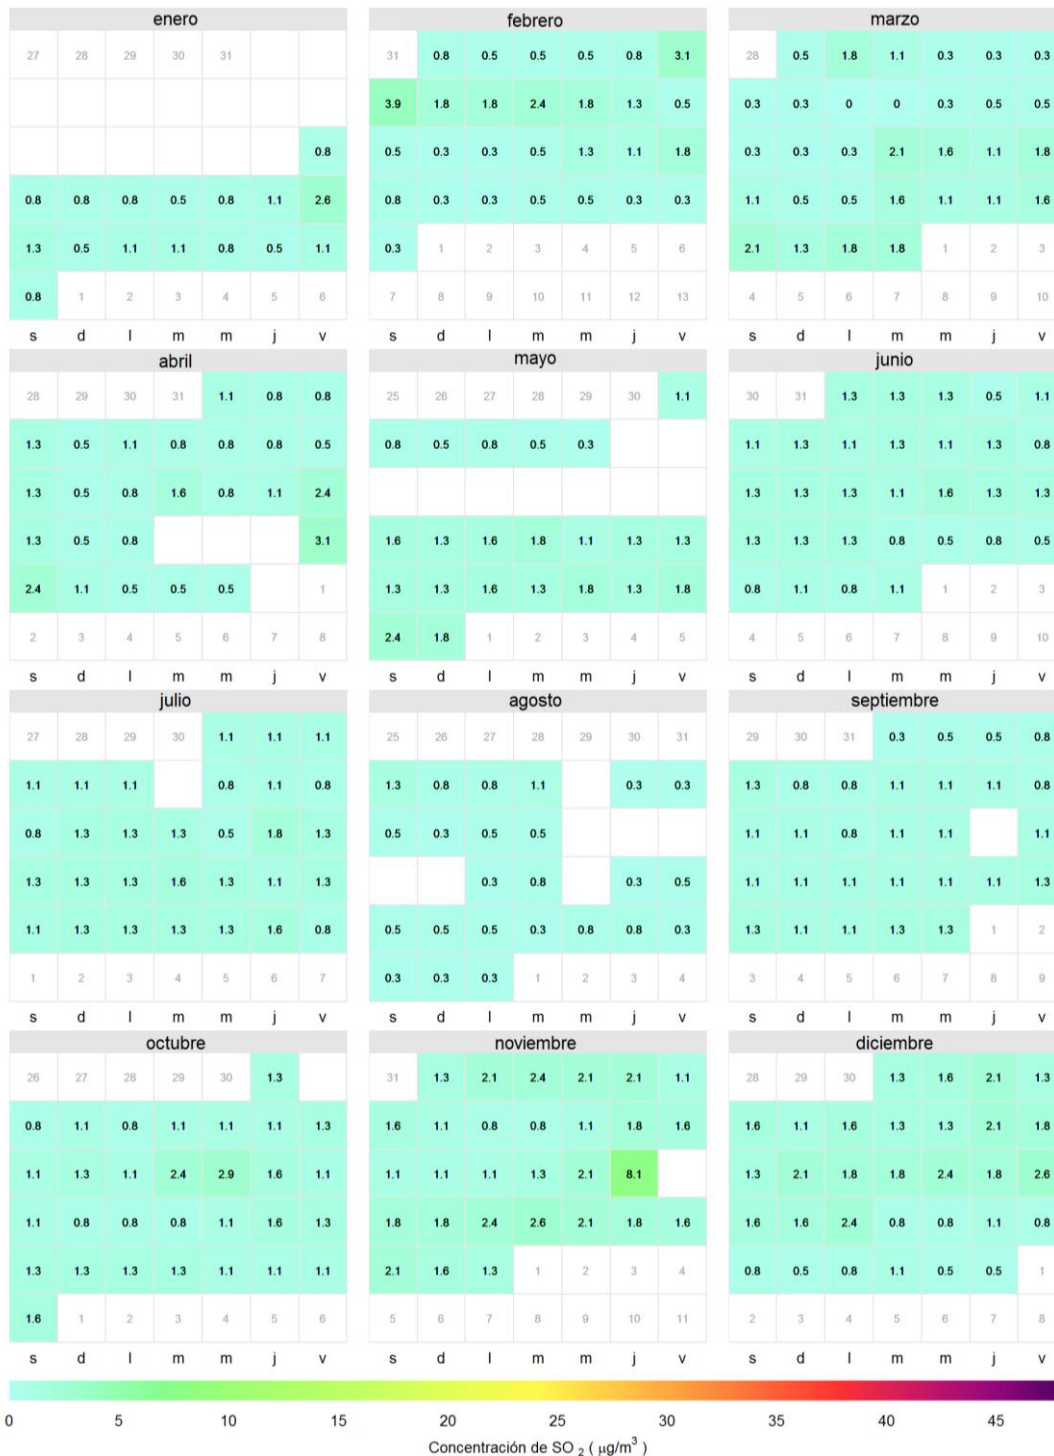 enero febrero marzo
27 28 29 30 31 31 0.8 0.5 0.5 0.5 0.8 3.1 28 0.5 1.8 1.1 0.3 0.3 0.3
3.9 1.8 1.8 2.4 1.8 1.3 0.5 0.3 0.3 0 0 0.3 0.5 0.5
0.8 0.5 0.3 0.3 0.5 1.3 1.1 1.8 0.3 0.3 0.3 2.1 1.6 1.1 1.8
0.8 0.8 0.8 0.5 0.8 1.1 2.6 0.8 0.3 0.3 0.5 0.5 0.3 0.3 1.1 0.5 0.5 1.6 1.1 1.1 1.6
1.3 0.5 1.1 1.1 0.8 0.5 1.1 0.3 1 2 3 4 5 6 2.1 1.3 1.8 1.8 1 2 3
0.8 1 2 3 4 5 6 7 8 9 10 11 12 13 4 5 6 7 8 9 10
s d l m m j v s d l m m j v s d l m m j v
abril mayo junio
28 29 30 31 1.1 0.8 0.8 25 26 27 28 29 30 1.1 30 31 1.3 1.3 1.3 0.5 1.1
1.3 0.5 1.1 0.8 0.8 0.8 0.5 0.8 0.5 0.8 0.5 0.3 1.1 1.3 1.1 1.3 1.1 1.3 0.8
1.3 0.5 0.8 1.6 0.8 1.1 2.4 1.3 1.3 1.3 1.1 1.6 1.3 1.3
1.3 0.5 0.8 3.1 1.6 1.3 1.6 1.8 1.1 1.3 1.3 1.3 1.3 1.3 0.8 0.5 0.8 0.5
2.4 1.1 0.5 0.5 0.5 1 1.3 1.3 1.6 1.3 1.8 1.3 1.8 0.8 1.1 0.8 1.1 1 2 3
2 3 4 5 6 7 8 2.4 1.8 1 2 3 4 5 4 5 6 7 8 9 10
s d l m m j v s d l m m j v s d l m m j v
julio agosto septiembre
27 28 29 30 1.1 1.1 1.1 25 26 27 28 29 30 31 29 30 31 0.3 0.5 0.5 0.8
1.1 1.1 1.1 0.8 1.1 0.8 1.3 0.8 0.8 1.1 0.3 0.3 1.3 0.8 0.8 1.1 1.1 1.1 0.8
0.8 1.3 1.3 1.3 0.5 1.8 1.3 0.5 0.3 0.5 0.5 1.1 1.1 0.8 1.1 1.1 1.1
1.3 1.3 1.3 1.6 1.3 1.1 1.3 0.3 0.8 0.3 0.5 1.1 1.1 1.1 1.1 1.1 1.1 1.3
1.1 1.3 1.3 1.3 1.3 1.6 0.8 0.5 0.5 0.5 0.3 0.8 0.8 0.3 1.3 1.1 1.1 1.3 1.3 1 2
1 2 3 4 5 6 7 0.3 0.3 0.3 1 2 3 4 3 4 5 6 7 8 9
s d l m m j v s d l m m j v s d l m m j v
octubre noviembre diciembre
26 27 28 29 30 1.3 31 1.3 2.1 2.4 2.1 2.1 1.1 28 29 30 1.3 1.6 2.1 1.3
0.8 1.1 0.8 1.1 1.1 1.1 1.3 1.6 1.1 0.8 0.8 1.1 1.8 1.6 1.6 1.1 1.6 1.3 1.3 2.1 1.8
1.1 1.3 1.1 2.4 2.9 1.6 1.1 1.1 1.1 1.1 1.3 2.1 8.1 1.3 2.1 1.8 1.8 2.4 1.8 2.6
1.1 0.8 0.8 0.8 1.1 1.6 1.3 1.8 1.8 2.4 2.6 2.1 1.8 1.6 1.6 1.6 2.4 0.8 0.8 1.1 0.8
1.3 1.3 1.3 1.3 1.1 1.1 1.1 2.1 1.6 1.3 1 2 3 4 0.8 0.5 0.8 1.1 0.5 0.5 1
1.6 1 2 3 4 5 6 5 6 7 8 9 10 11 2 3 4 5 6 7 8
s d l m m j v s d l m m j v s d l m m j v
0 5 10 15 20 25 30 35 40 45
Concentración de SO₂ ( μg/m³ )